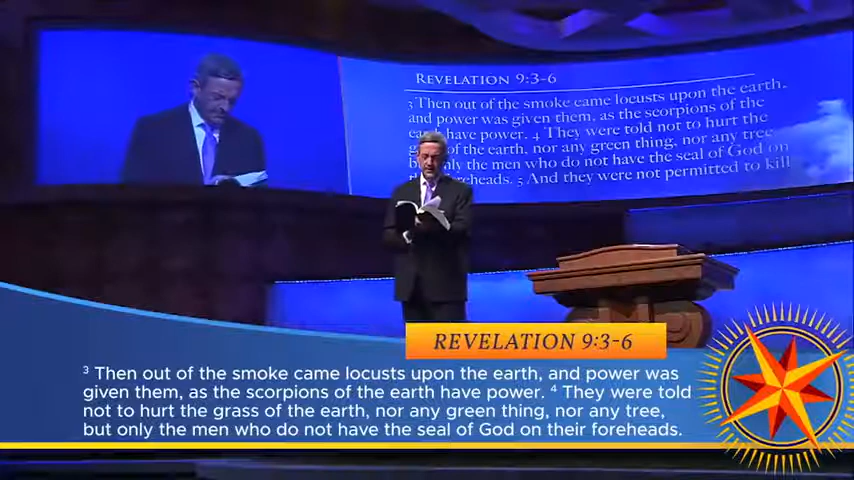 REVELATION 9:3-6
3 Then out of the smoke came locusts upon the earth,
and power was given them, as the scorpions of the
earth have power. 4 They were told not to hurt the
of the earth, nor any green thing, nor any tree,
only the men who do not have the seal of God on
foreheads. 5 And they were not permitted to kill
REVELATION 9:3-6
3 Then out of the smoke came locusts upon the earth, and power was
given them, as the scorpions of the earth have power. 4 They were told
not to hurt the grass of the earth, nor any green thing, nor any tree,
but only the men who do not have the seal of God on their foreheads.